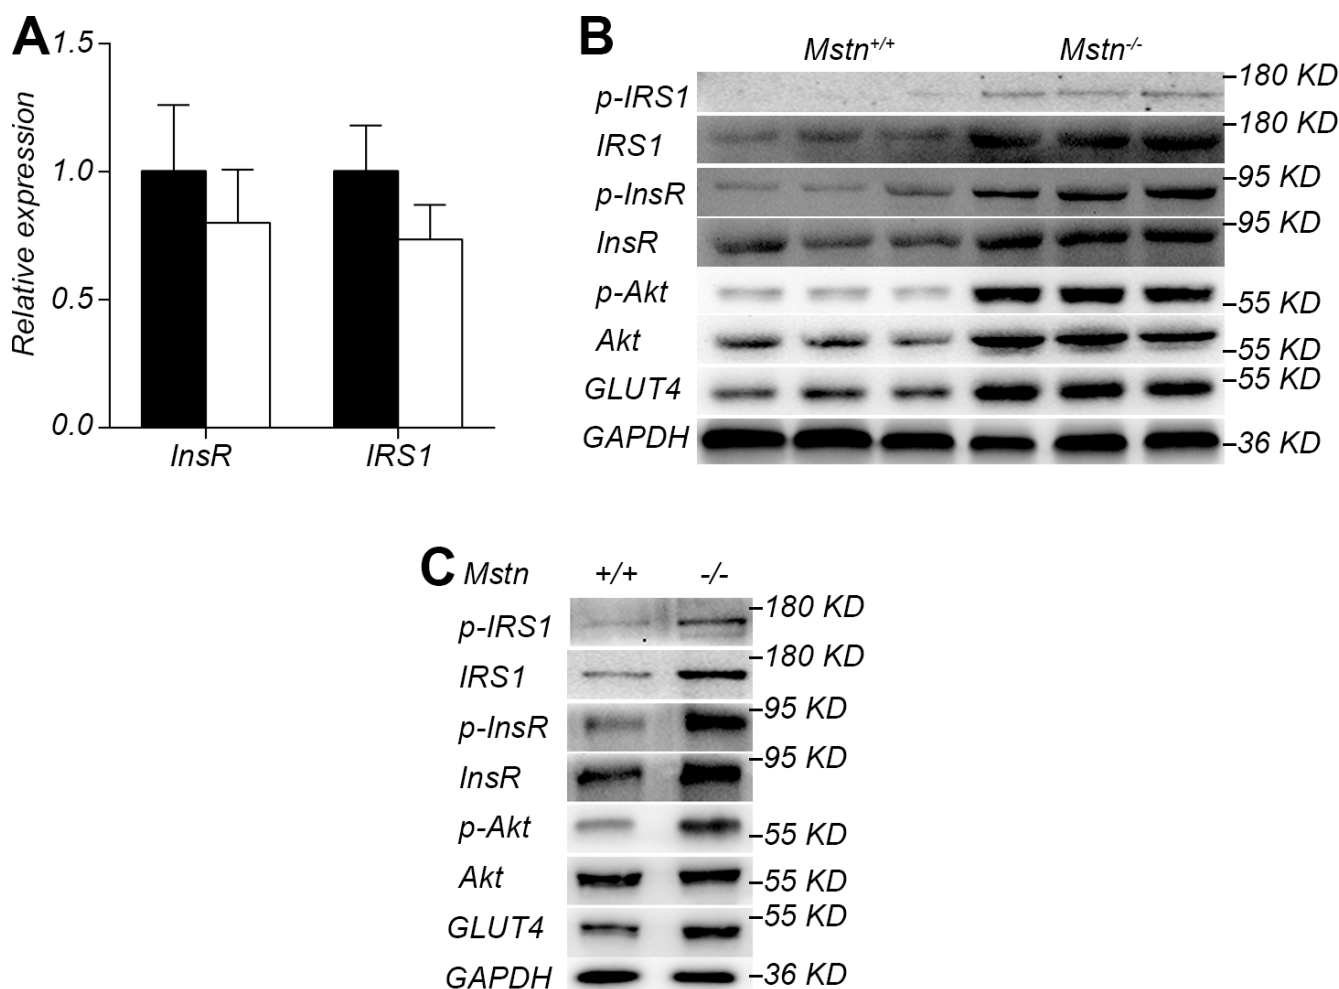 A
1.5
1.0
0.5
0.0
Relative expression
InsR
IRS1
B
Mstn+/+ Mstn-/-
p-IRS1 180 KD
IRS1 180 KD
p-InsR 95 KD
InsR 95 KD
p-Akt 55 KD
Akt 55 KD
GLUT4 55 KD
GAPDH 36 KD
C Mstn +/+ -/-
p-IRS1 180 KD
IRS1 180 KD
p-InsR 95 KD
InsR 95 KD
p-Akt 55 KD
Akt 55 KD
GLUT4 55 KD
GAPDH 36 KD